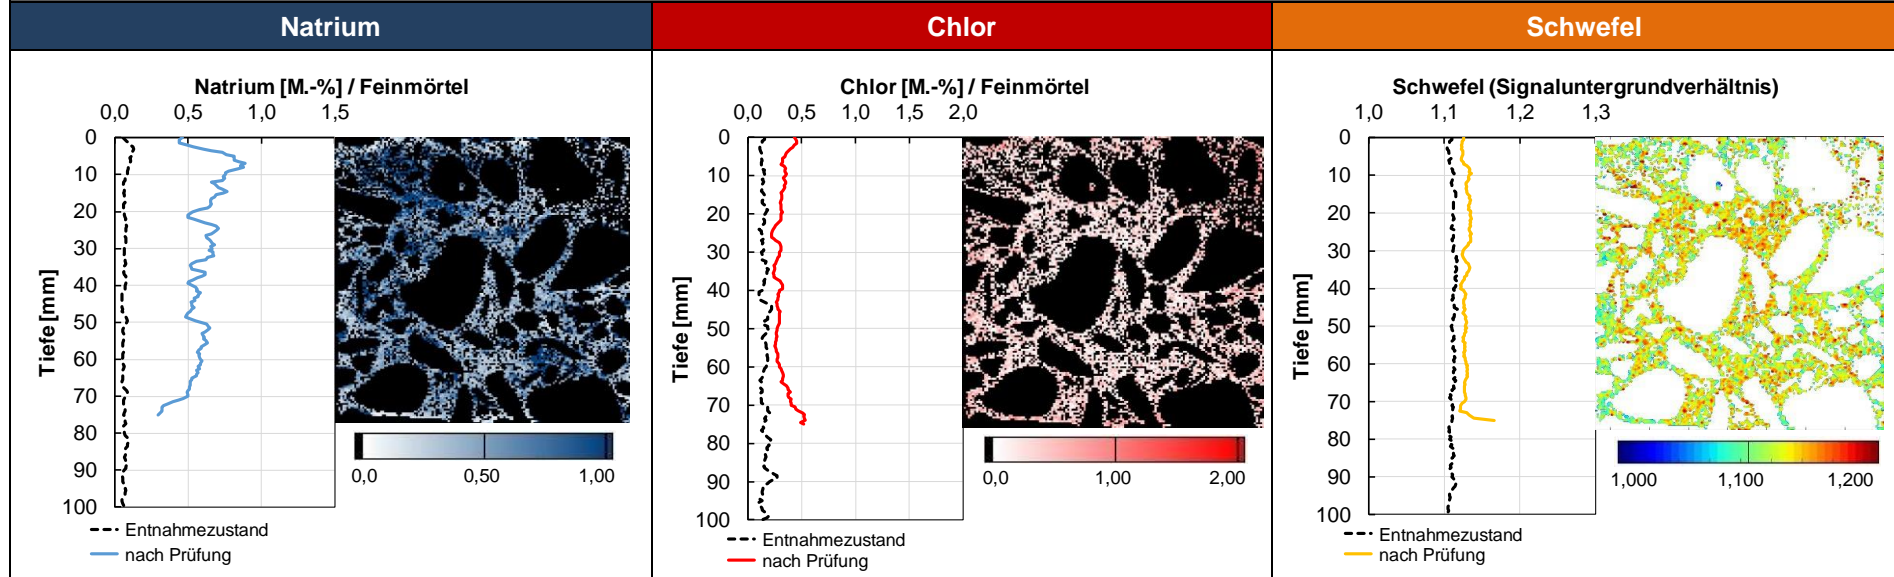 Natrium
Natrium [M.-%] / Feinmörtel
0,0 0,5 1,0 1,5
0
10
20
30
40
50
60
70
80
90
100
Tiefe [mm]
0,0 0,50 1,00
Entnahmezustand
nach Prüfung
Chlor
Chlor [M.-%] / Feinmörtel
0,0 0,5 1,0 1,5 2,0
0
10
20
30
40
50
60
70
80
90
100
Tiefe [mm]
0,0 1,00 2,00
Entnahmezustand
nach Prüfung
Schwefel
Schwefel (Signaluntergrundverhältnis)
1,0 1,1 1,2 1,3
0
10
20
30
40
50
60
70
80
90
100
Tiefe [mm]
1,000 1,100 1,200
Entnahmezustand
nach Prüfung